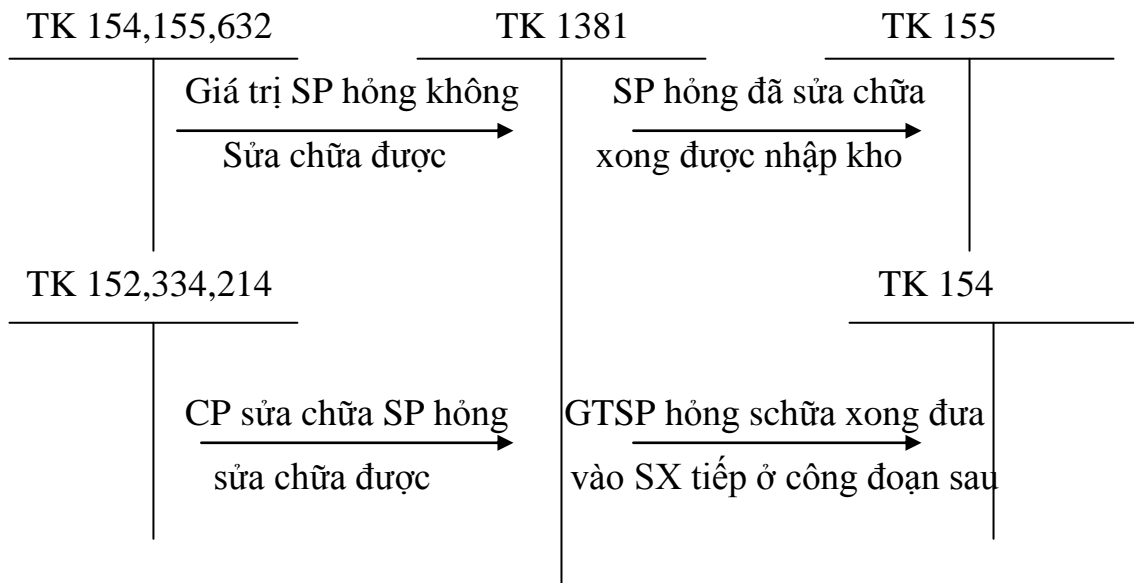 TK 154,155,632
TK 1381
TK 155
Giá trị SP hỏng không
Sửa chữa được
SP hỏng đã sửa chữa
xong được nhập kho
TK 152,334,214
TK 154
CP sửa chữa SP hỏng
sửa chữa được
GTSP hỏng schữa xong đưa
vào SX tiếp ở công đoạn sau